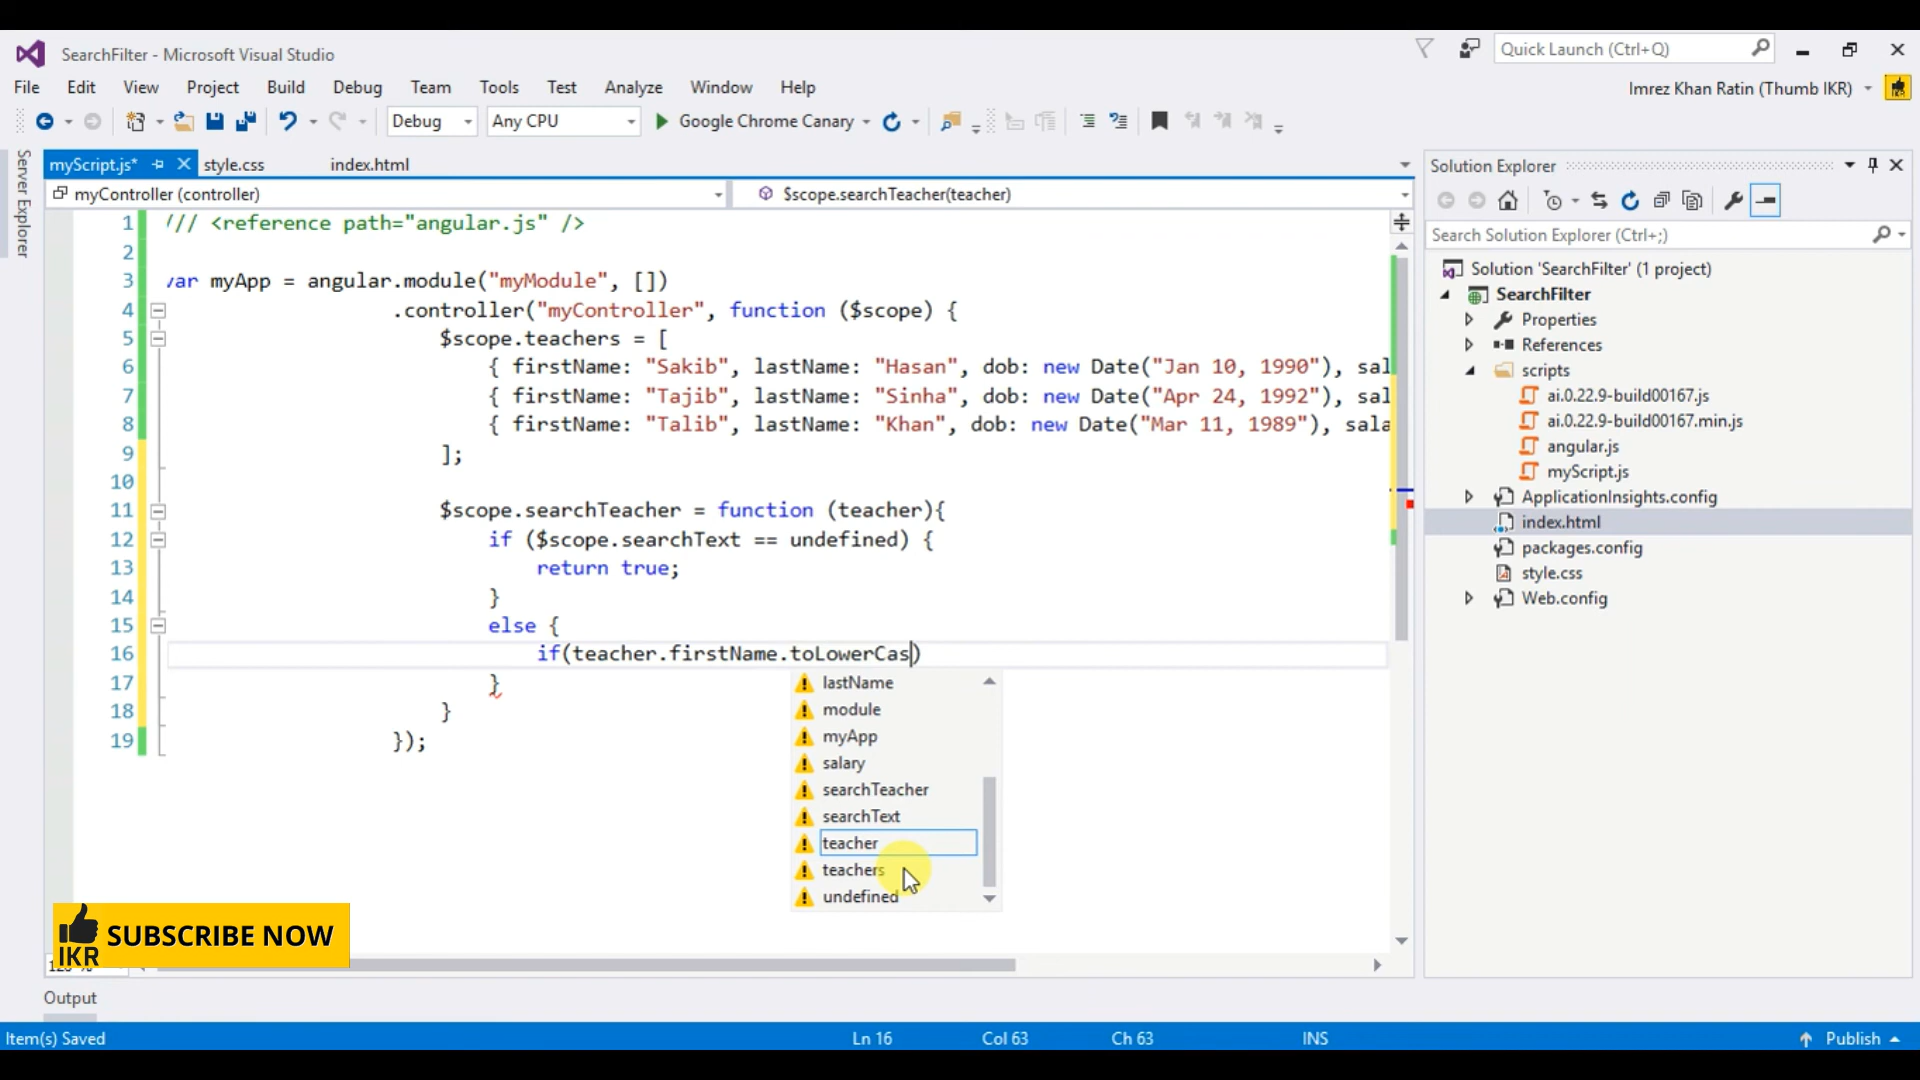 SearchFilter - Microsoft Visual Studio
Quick Launch (Ctrl+Q)
File Edit View Project Build Debug Team Tools Test Analyze Window Help
Imrez Khan Ratin (Thumb IKR)
Debug Any CPU Google Chrome Canary
Server Explorer
myScript.js* style.css index.html
myController (controller) $scope.searchTeacher(teacher)
1 /// <reference path="angular.js" />
2
3 var myApp = angular.module("myModule", [])
4 .controller("myController", function ($scope) {
5 $scope.teachers = [
6 { firstName: "Sakib", lastName: "Hasan", dob: new Date("Jan 10, 1990"), sal
7 { firstName: "Tajib", lastName: "Sinha", dob: new Date("Apr 24, 1992"), sal
8 { firstName: "Talib", lastName: "Khan", dob: new Date("Mar 11, 1989"), sala
9 ];
10
11 $scope.searchTeacher = function (teacher){
12 if ($scope.searchText == undefined) {
13 return true;
14 }
15 else {
16 if(teacher.firstName.toLowerCas)
17 }
18 }
19 });
lastName
module
myApp
salary
searchTeacher
searchText
teacher
teachers
undefined
IKR SUBSCRIBE NOW
Output
Item(s) Saved Ln 16 Col 63 Ch 63 INS Publish
Solution Explorer
Search Solution Explorer (Ctrl+;)
Solution 'SearchFilter' (1 project)
SearchFilter
Properties
References
scripts
ai.0.22.9-build00167.js
ai.0.22.9-build00167.min.js
angular.js
myScript.js
ApplicationInsights.config
index.html
packages.config
style.css
Web.config